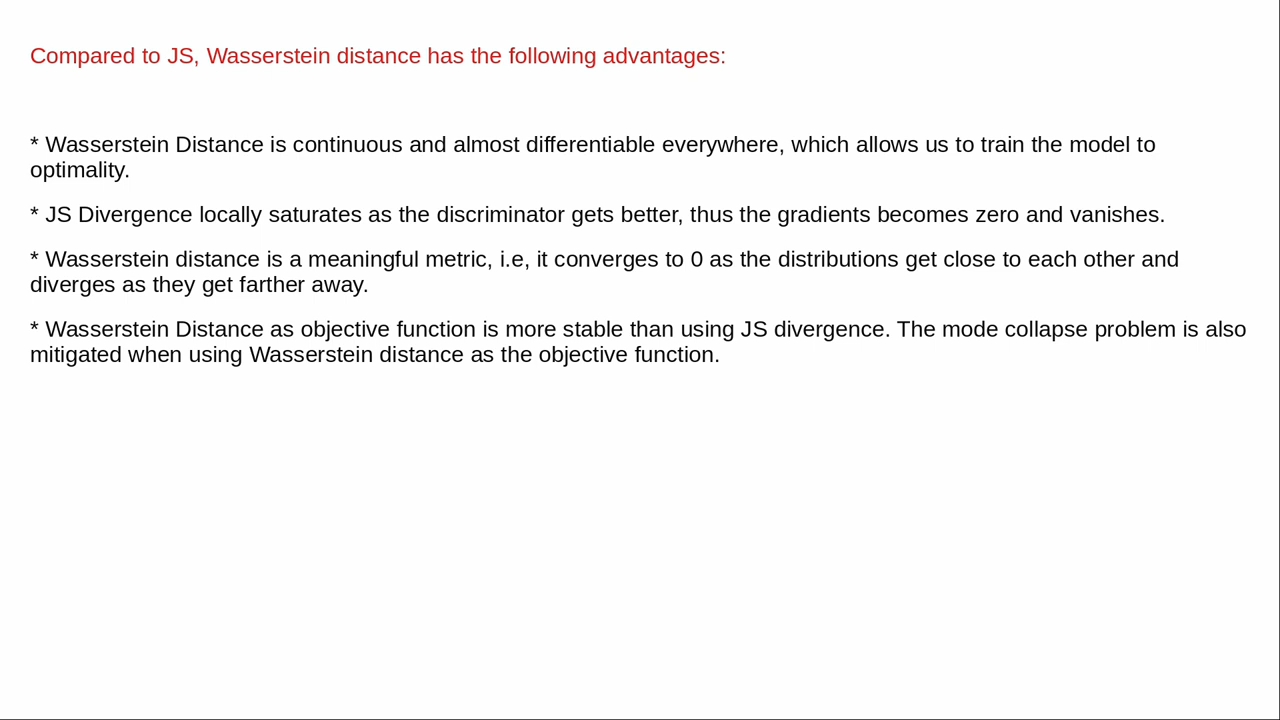 Compared to JS, Wasserstein distance has the following advantages:
* Wasserstein Distance is continuous and almost differentiable everywhere, which allows us to train the model to
optimality.
* JS Divergence locally saturates as the discriminator gets better, thus the gradients becomes zero and vanishes.
* Wasserstein distance is a meaningful metric, i.e, it converges to 0 as the distributions get close to each other and
diverges as they get farther away.
* Wasserstein Distance as objective function is more stable than using JS divergence. The mode collapse problem is also
mitigated when using Wasserstein distance as the objective function.